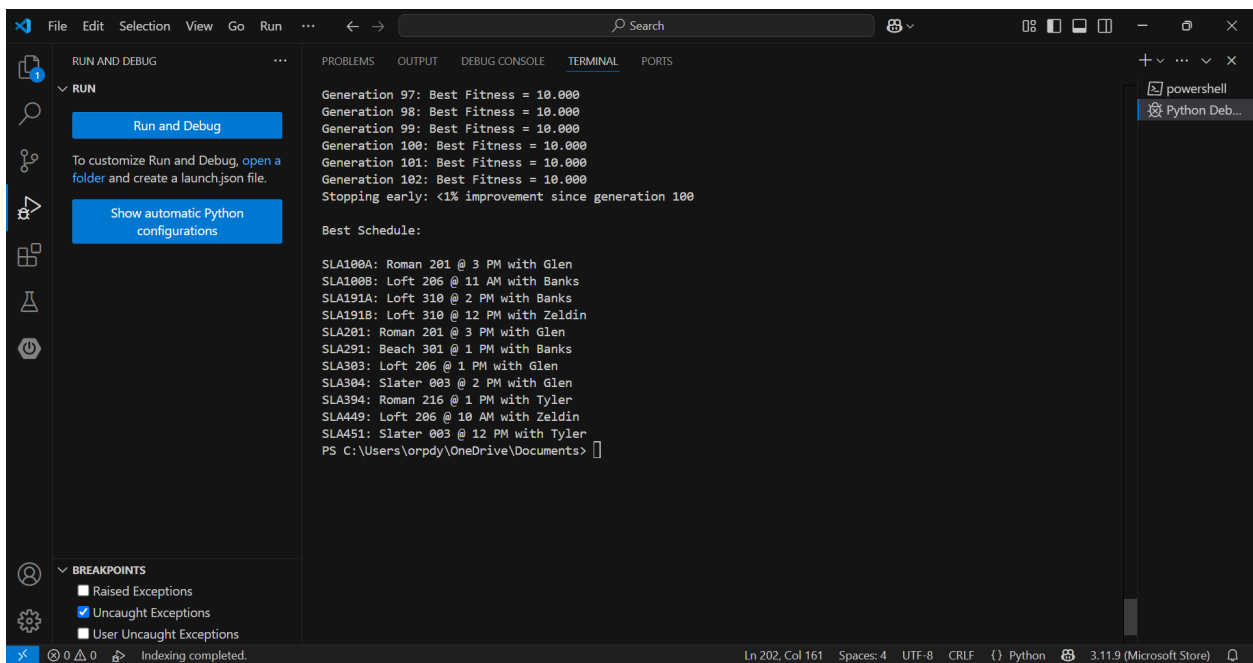 File Edit Selection View Go Run ··· Search
RUN AND DEBUG ···
RUN
Run and Debug
To customize Run and Debug, open a
folder and create a launch.json file.
Show automatic Python
configurations
PROBLEMS OUTPUT DEBUG CONSOLE TERMINAL PORTS
Generation 97: Best Fitness = 10.000
Generation 98: Best Fitness = 10.000
Generation 99: Best Fitness = 10.000
Generation 100: Best Fitness = 10.000
Generation 101: Best Fitness = 10.000
Generation 102: Best Fitness = 10.000
Stopping early: <1% improvement since generation 100
Best Schedule:
SLA100A: Roman 201 @ 3 PM with Glen
SLA100B: Loft 206 @ 11 AM with Banks
SLA191A: Loft 310 @ 2 PM with Banks
SLA191B: Loft 310 @ 12 PM with Zeldin
SLA201: Roman 201 @ 3 PM with Glen
SLA291: Beach 301 @ 1 PM with Banks
SLA303: Loft 206 @ 1 PM with Glen
SLA304: Slater 003 @ 2 PM with Glen
SLA394: Roman 216 @ 1 PM with Tyler
SLA449: Loft 206 @ 10 AM with Zeldin
SLA451: Slater 003 @ 12 PM with Tyler
PS C:\Users\orpdy\OneDrive\Documents>
powershell
Python Deb...
1
BREAKPOINTS
Raised Exceptions
Uncaught Exceptions
User Uncaught Exceptions
0 0 Indexing completed. Ln 202, Col 161 Spaces: 4 UTF-8 CRLF {} Python 3.11.9 (Microsoft Store)